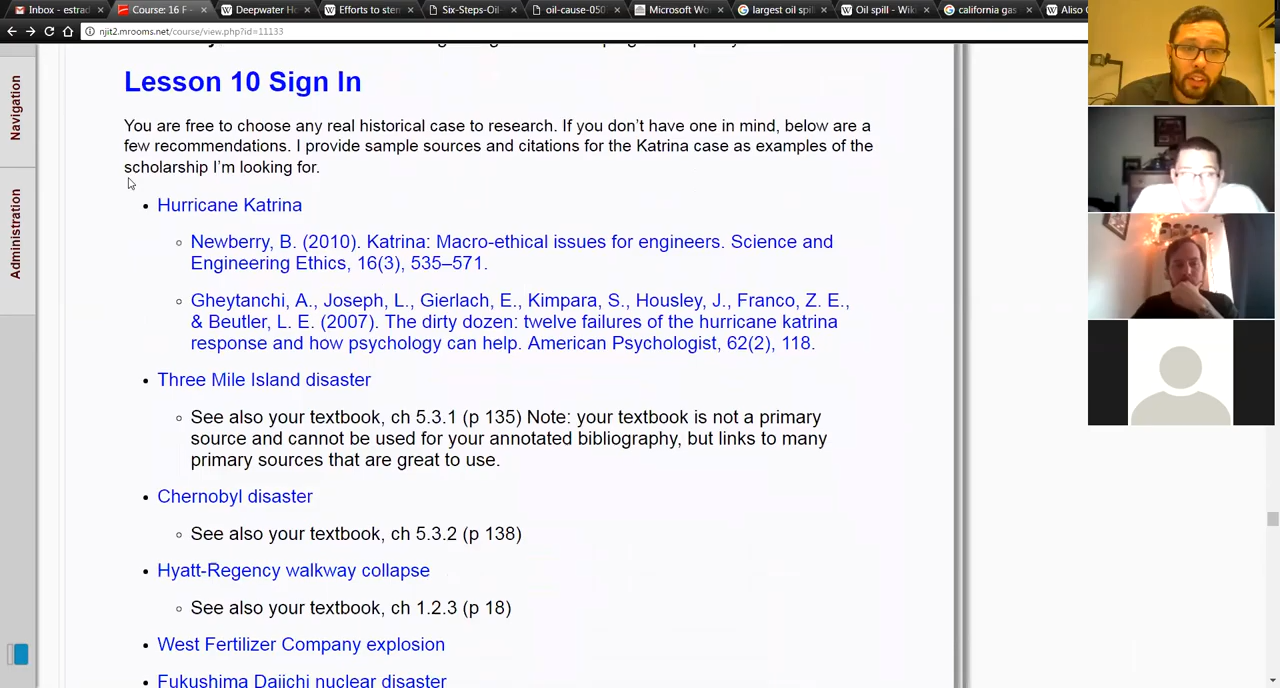 Inbox - estrad
Course: 16 F -
Deepwater H
Efforts to ster
Six-Steps-Oil-
oil-cause-050
Microsoft Wo
largest oil spil
Oil spill - Wik
california gas
Aliso
njit2.mrooms.net/course/view.php?id=11133
Navigation
Administration
Lesson 10 Sign In
You are free to choose any real historical case to research. If you don't have one in mind, below are a
few recommendations. I provide sample sources and citations for the Katrina case as examples of the
scholarship I'm looking for.
Hurricane Katrina
Newberry, B. (2010). Katrina: Macro-ethical issues for engineers. Science and
Engineering Ethics, 16(3), 535–571.
Gheytanchi, A., Joseph, L., Gierlach, E., Kimpara, S., Housley, J., Franco, Z. E.,
& Beutler, L. E. (2007). The dirty dozen: twelve failures of the hurricane katrina
response and how psychology can help. American Psychologist, 62(2), 118.
Three Mile Island disaster
See also your textbook, ch 5.3.1 (p 135) Note: your textbook is not a primary
source and cannot be used for your annotated bibliography, but links to many
primary sources that are great to use.
Chernobyl disaster
See also your textbook, ch 5.3.2 (p 138)
Hyatt-Regency walkway collapse
See also your textbook, ch 1.2.3 (p 18)
West Fertilizer Company explosion
Fukushima Daiichi nuclear disaster